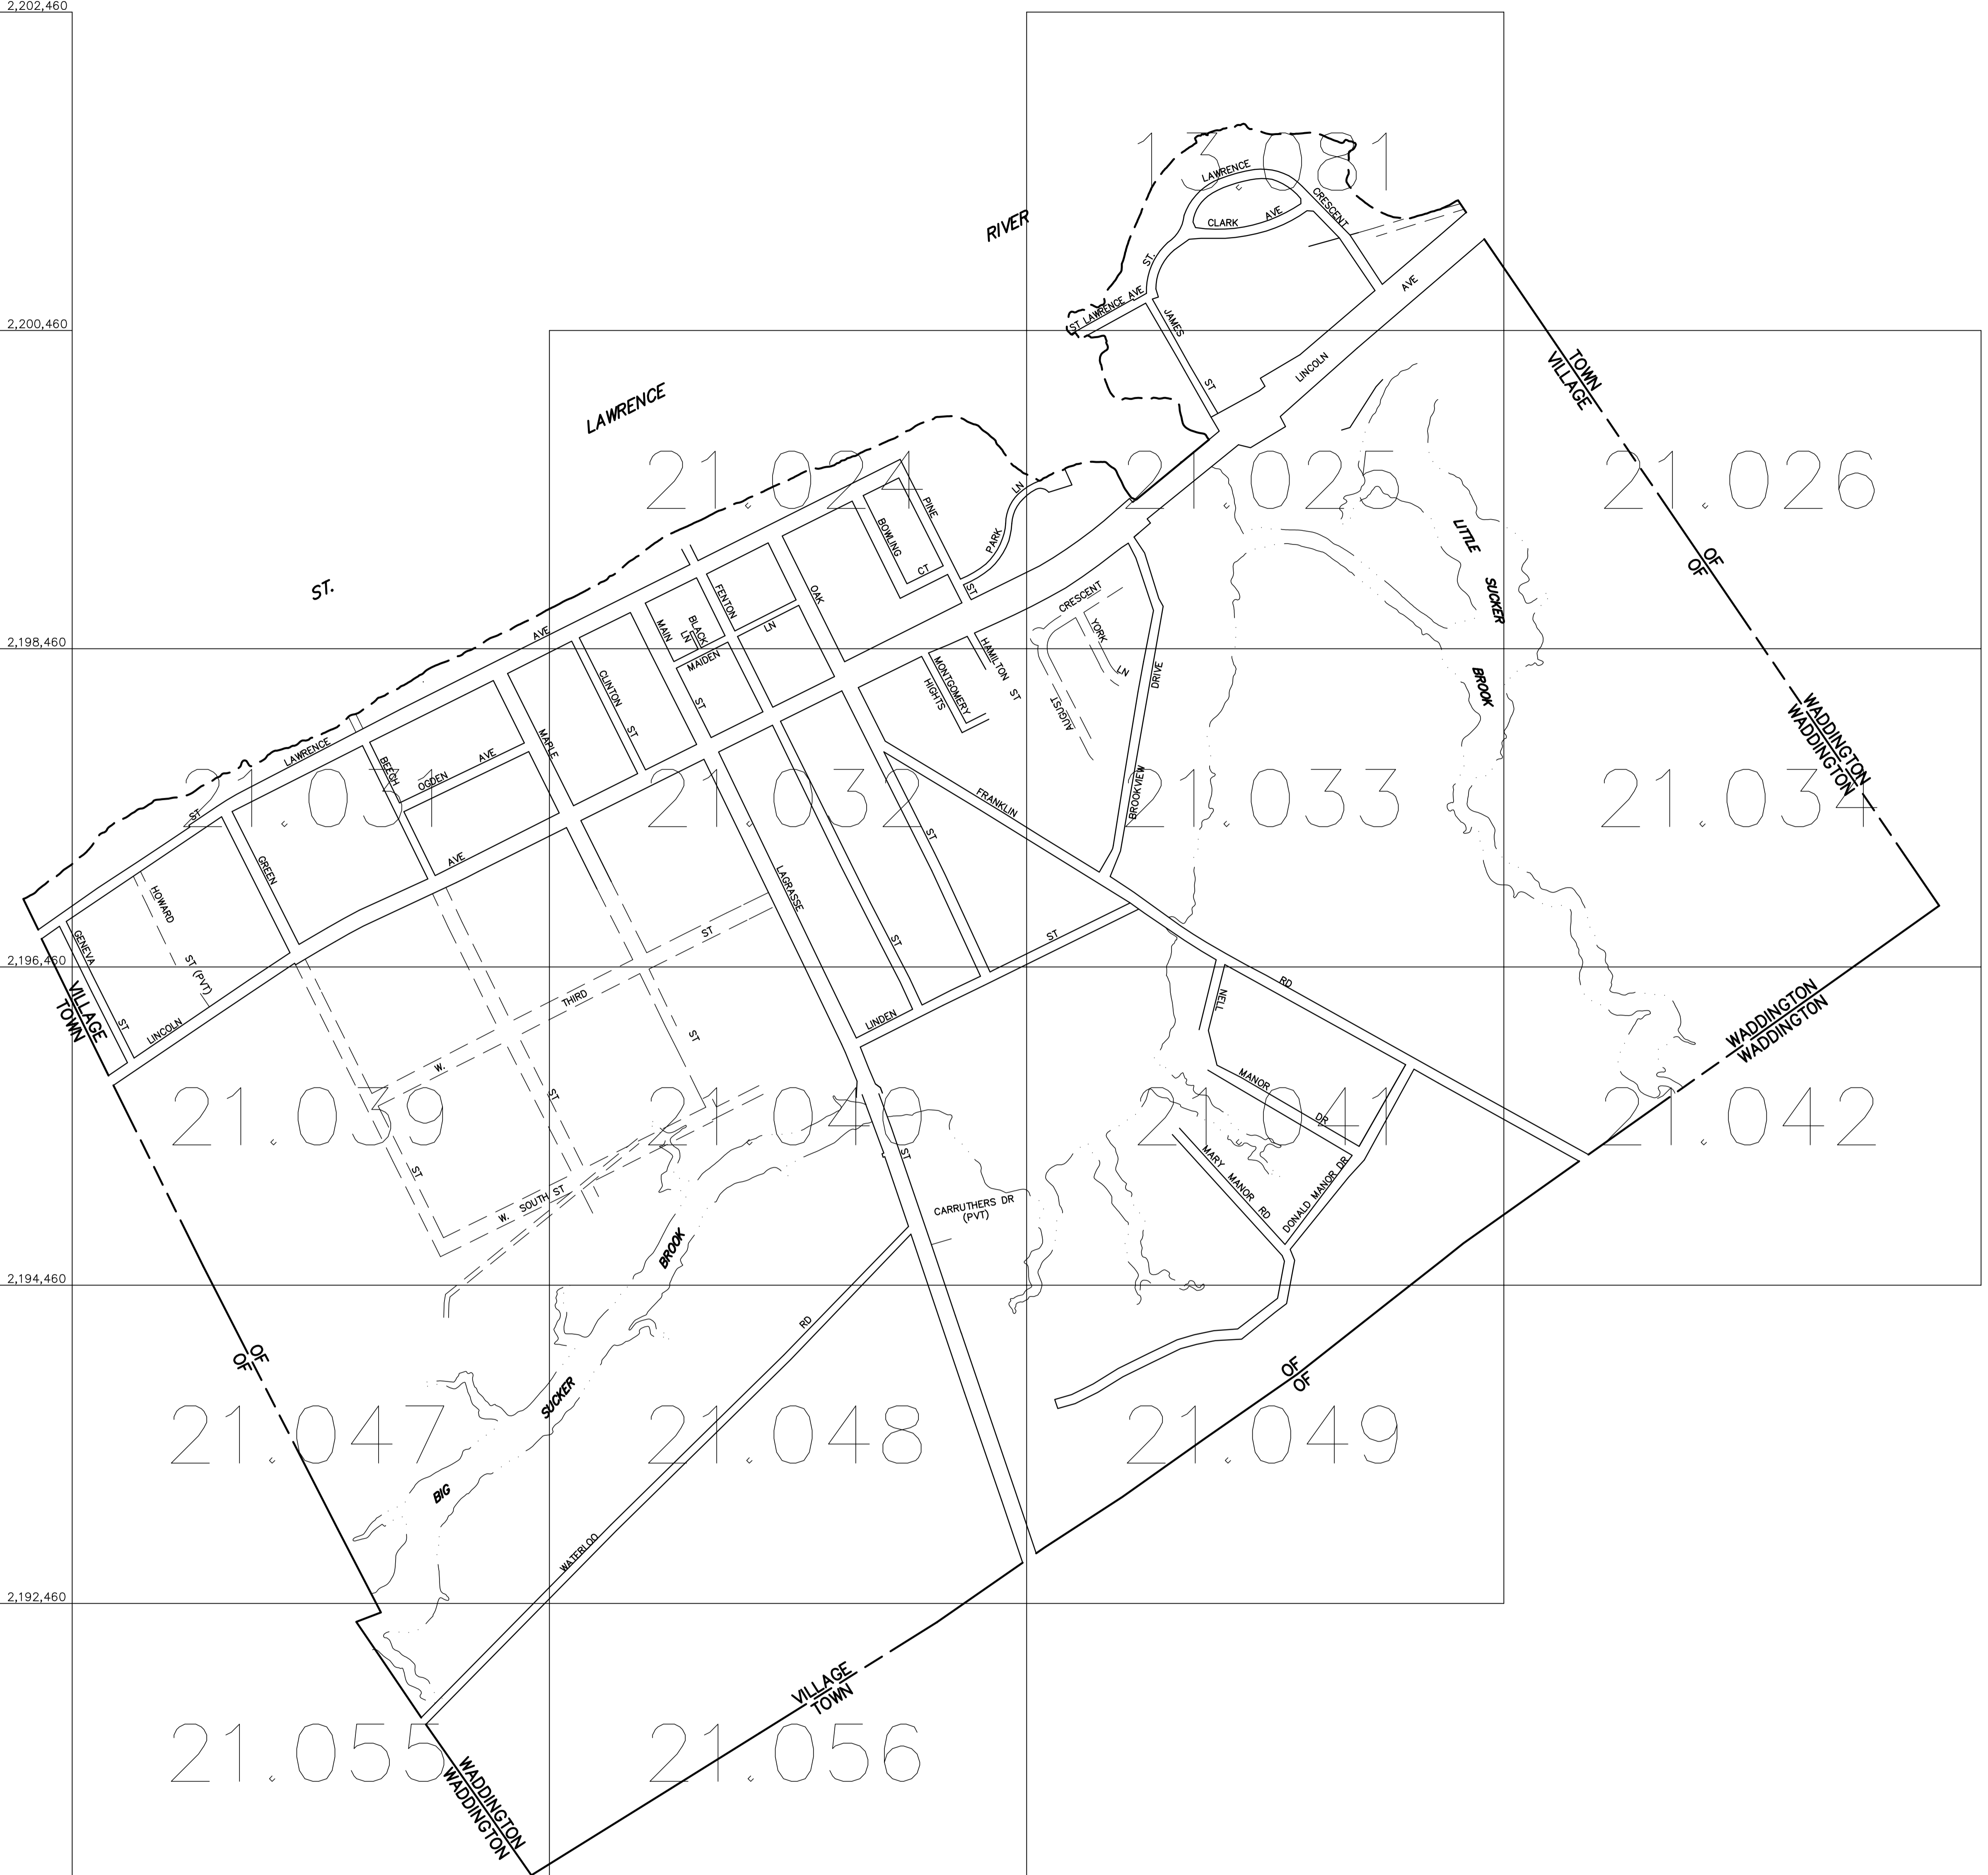 2,202,460
13.081
LAWRENCE
CRESCENT
CLARK AVE
RIVER
ST.
ST LAWRENCE AVE
AVE
JAMES
ST
LINCOLN
2,200,460
TOWN
VILLAGE
LAWRENCE
21.024
21.025
21.026
LN
PINE
BOWLING
PARK
CT
LITTLE
SUCKER
BROOK
OF
OF
ST.
ST
OAK
FENTON
CRESCENT
YORK
LN
AUGUST
AVE
MAIN
BLACK
LN
LN
MAIDEN
ST
2,198,460
HAMILTON ST
MONTGOMERY
HIGHTS
DRIVE
BROOKVIEW
CLINTON
ST
MAPLE
LAWRENCE
BEECH
OGDEN AVE
WADDINGTON
WADDINGTON
21.031
21.032
21.033
21.034
ST
FRANKLIN
ST
AVE
GREEN
LAGRASSE
HOWARD
ST (PVT)
GENEVA
ST
ST
ST
ST
2,196,460
VILLAGE
TOWN
ST
LINCOLN
THIRD
W.
LINDEN
RD
NELL
WADDINGTON
WADDINGTON
ST
ST
MANOR
DR
21.039
21.040
21.041
21.042
ST
ST
MARY MANOR RD
DONALD MANOR DR
W. SOUTH ST
CARRUTHERS DR
(PVT)
BROOK
2,194,460
RD
OF
OF
OF
OF
SUCKER
21.047
21.048
21.049
BIG
WATERLOO
2,192,460
VILLAGE
TOWN
21.055
21.056
WADDINGTON
WADDINGTON